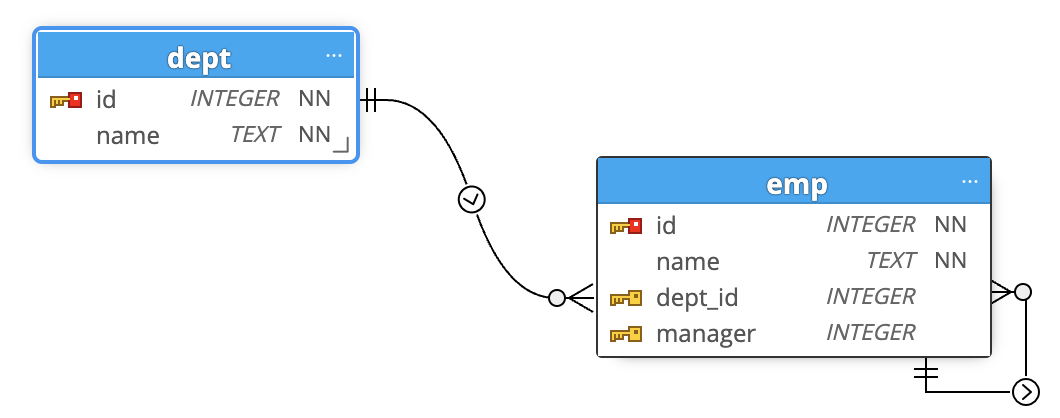 dept ...
id INTEGER NN
name TEXT NN
emp ...
id INTEGER NN
name TEXT NN
dept_id INTEGER
manager INTEGER